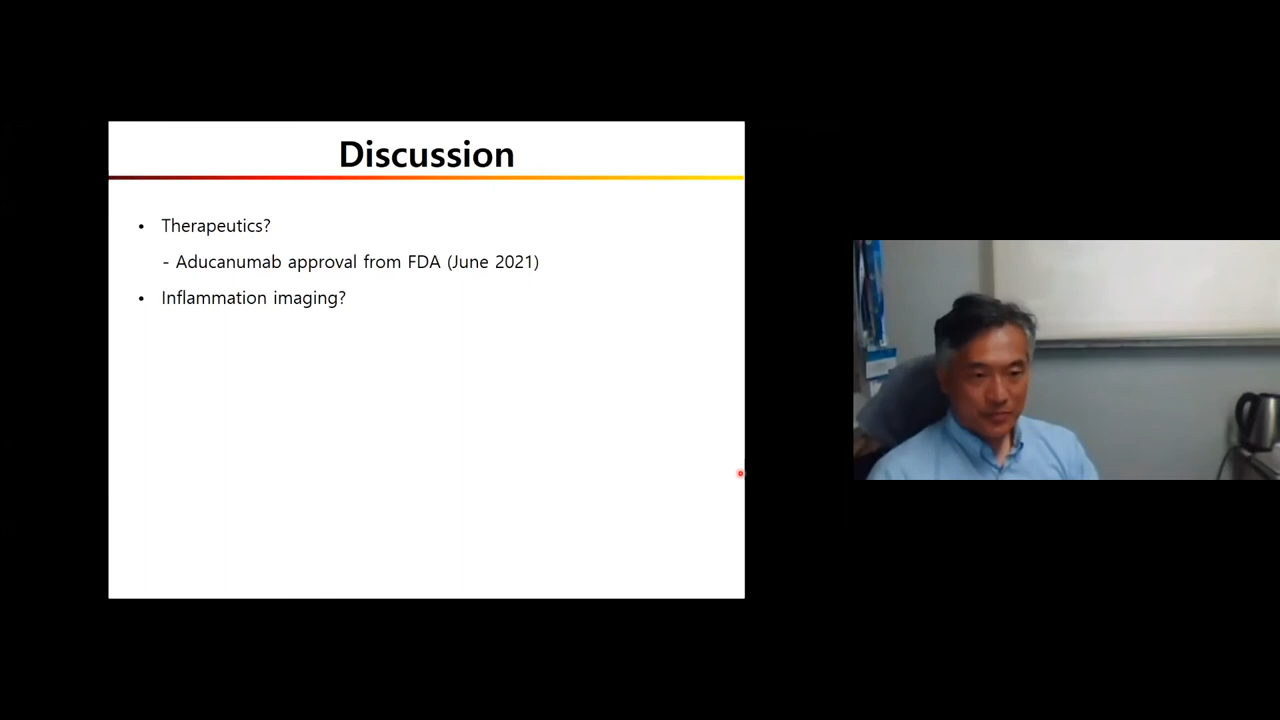 Discussion
• Therapeutics?
- Aducanumab approval from FDA (June 2021)
• Inflammation imaging?